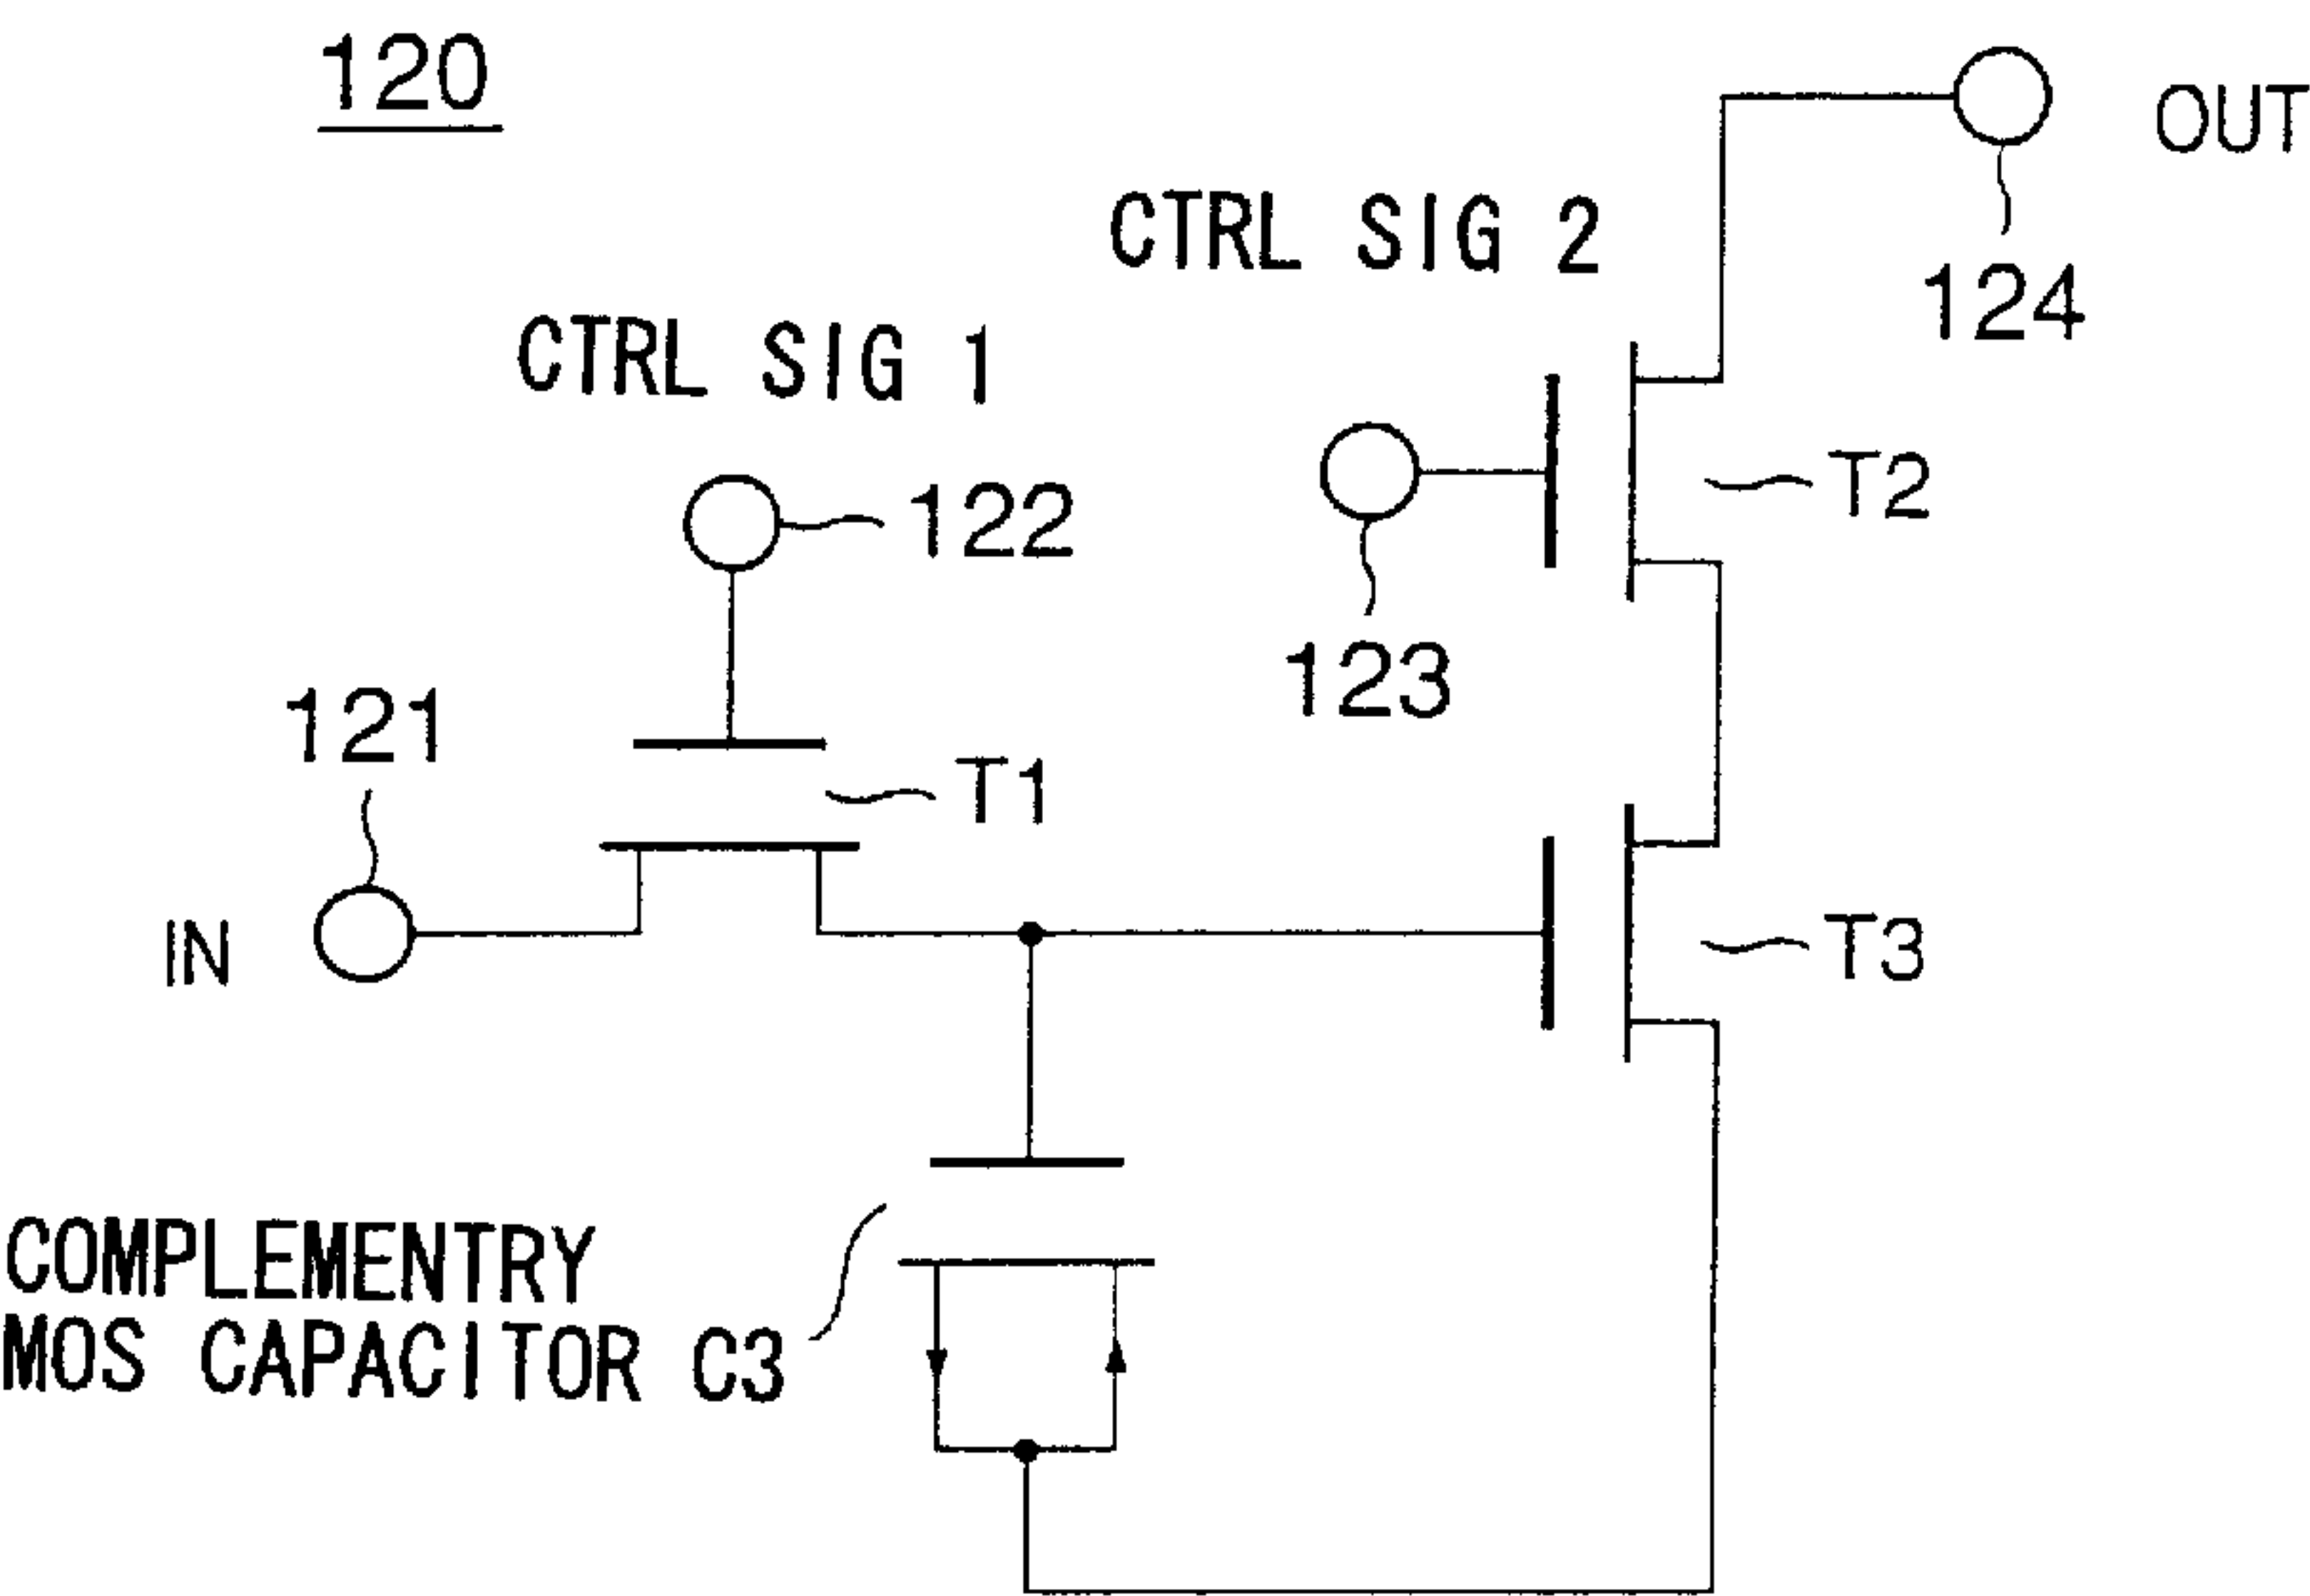 120
OUT
CTRL SIG 2
124
CTRL SIG 1
T2
122
123
121
T1
IN
T3
COMPLEMENTRY
MOS CAPACITOR C3